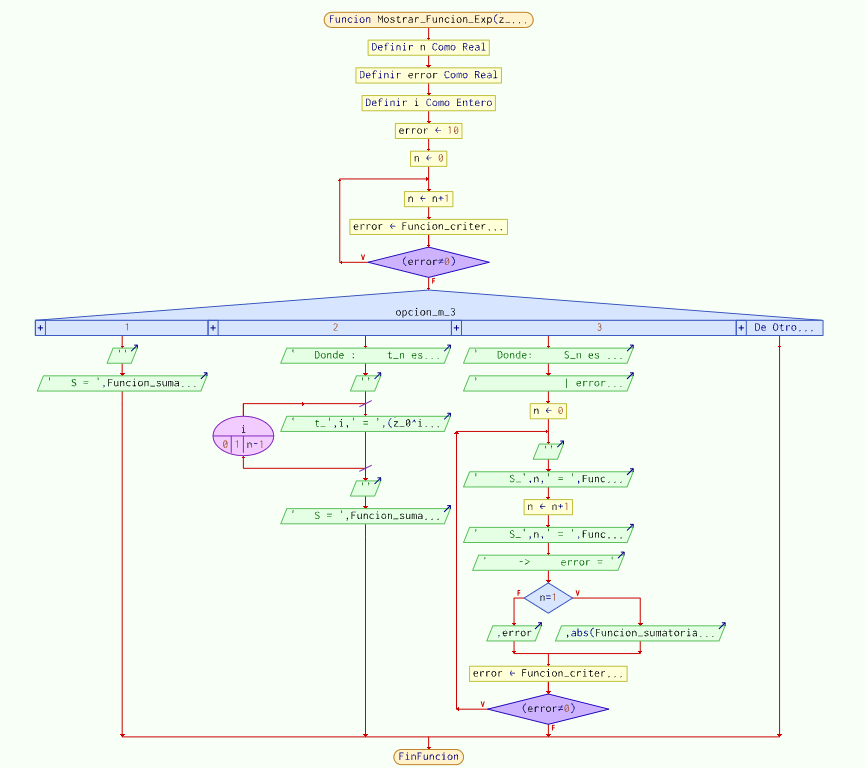 Funcion Mostrar_Funcion_Exp(z_...
Definir n Como Real
Definir error Como Real
Definir i Como Entero
error ← 10
n ← 0
n ← n+1
error ← Funcion_criter...
(error≠0)
V
F
opcion_m_3
+ 1 + 2 + 3 + De Otro...
''
' S = ',Funcion_suma...
' Donde : t_n es...
''
i
0 1 n-1
' t_',i,' = ',(z_0^i...
''
' S = ',Funcion_suma...
' Donde: S_n es ...
' | error...
n ← 0
''
' S_',n,' = ',Func...
n ← n+1
' S_',n,' = ',Func...
' -> error = '
n=1
F
V
,error
,abs(Funcion_sumatoria...
error ← Funcion_criter...
(error≠0)
V
F
FinFuncion